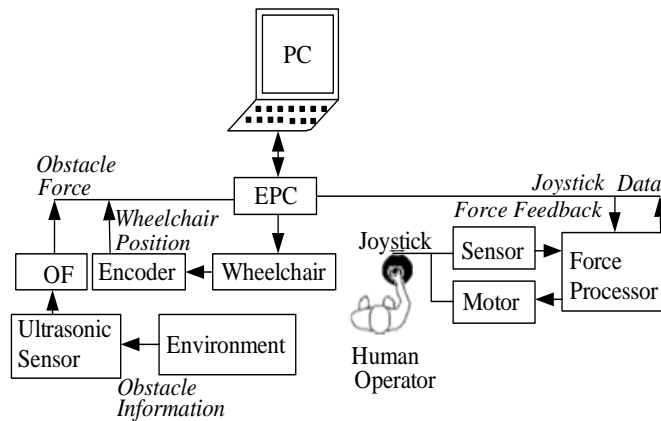 PC
Obstacle
Force
EPC
Joystick Data
Wheelchair
Position
Force Feedback
Joystick
Sensor
Force
Processor
OF
Encoder
Wheelchair
Motor
Ultrasonic
Sensor
Environment
Human
Operator
Obstacle
Information